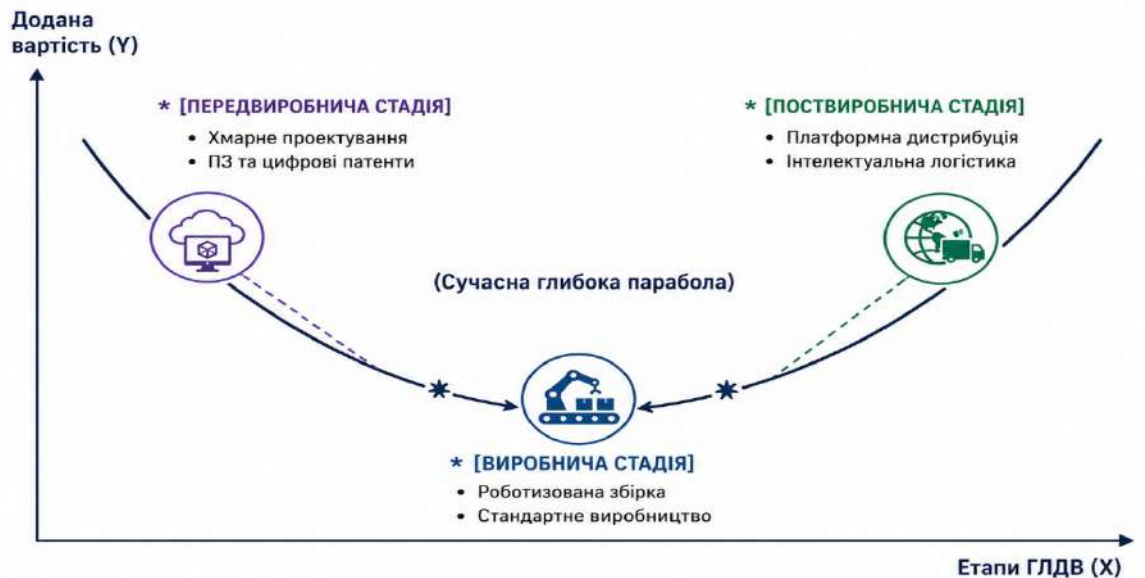 Додана
вартість (Y)
* [ПЕРЕДВИРОБНИЧА СТАДІЯ]
• Хмарне проектування
• ПЗ та цифрові патенти
* [ПОСТВИРОБНИЧА СТАДІЯ]
• Платформна дистрибуція
• Інтелектуальна логістика
(Сучасна глибока парабола)
* [ВИРОБНИЧА СТАДІЯ]
• Роботизована збірка
• Стандартне виробництво
Етапи ГЛДВ (X)